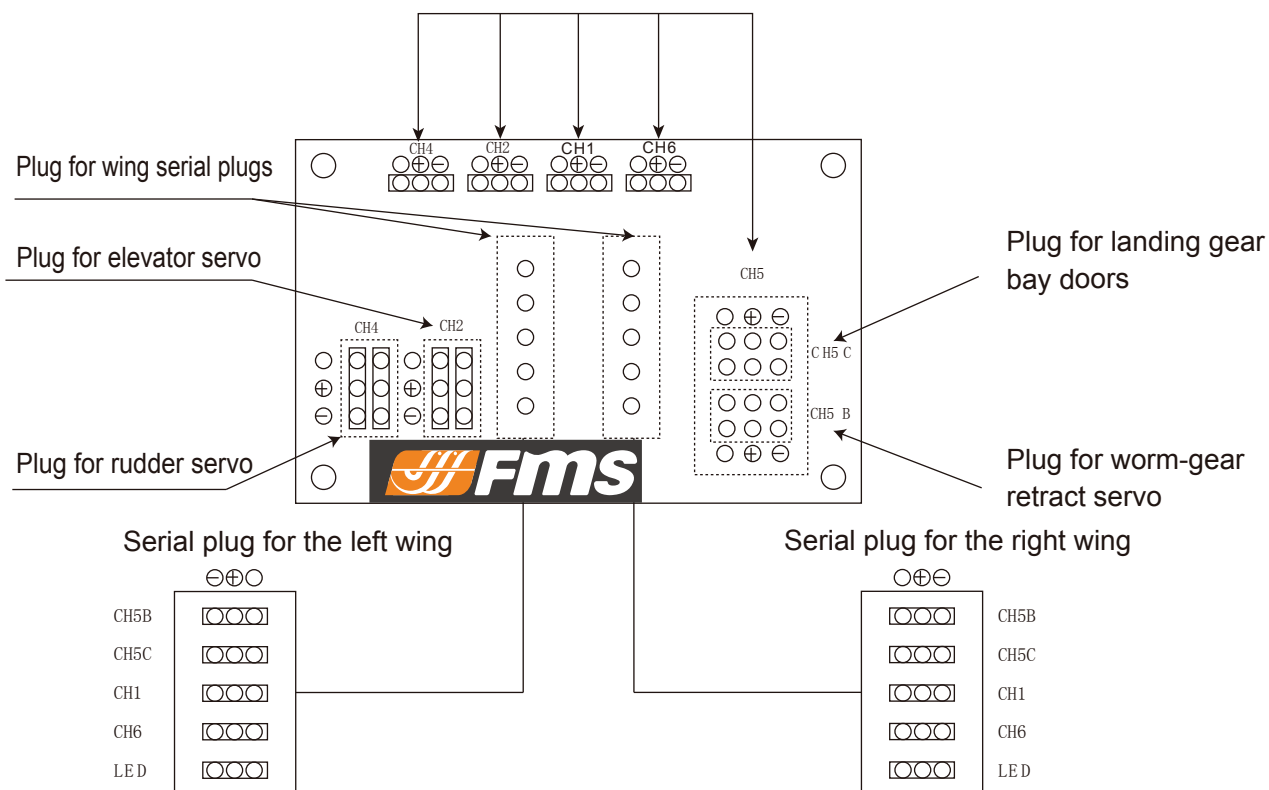 CH4
CH2
CH1
CH6
Plug for wing serial plugs
Plug for elevator servo
Plug for landing gear
bay doors
CH5
CH4
CH2
CH5 C
CH5 B
Plug for rudder servo
Plug for worm-gear
retract servo
FMS
Serial plug for the left wing
Serial plug for the right wing
CH5B
CH5C
CH1
CH6
LED
CH5B
CH5C
CH1
CH6
LED